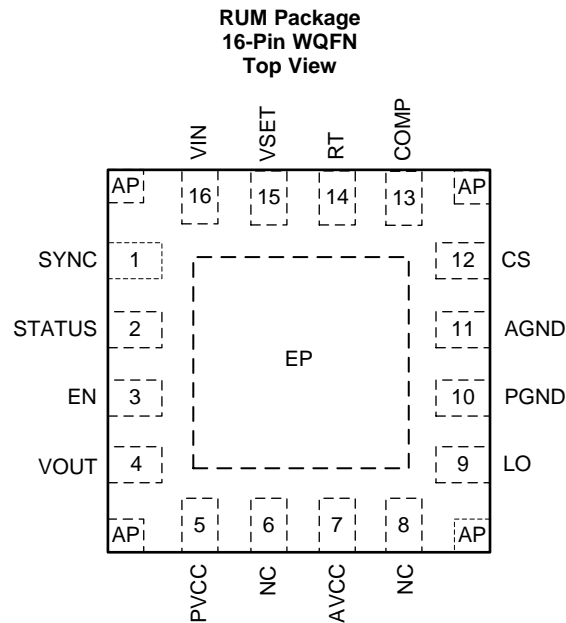 RUM Package
16-Pin WQFN
Top View
VIN
VSET
RT
COMP
AP
16
15
14
13
AP
SYNC
1
12
CS
STATUS
2
11
AGND
EP
EN
3
10
PGND
VOUT
4
9
LO
AP
5
6
7
8
AP
PVCC
NC
AVCC
NC